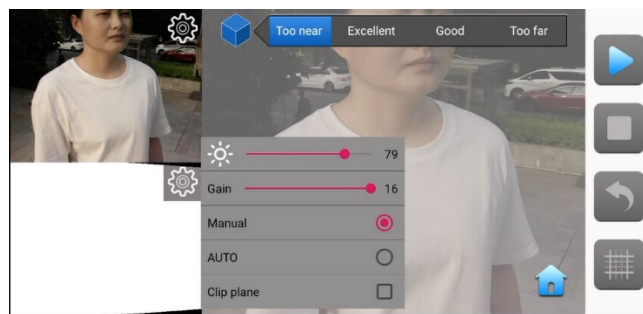 Too near Excellent Good Too far
79
Gain 16
Manual
AUTO
Clip plane